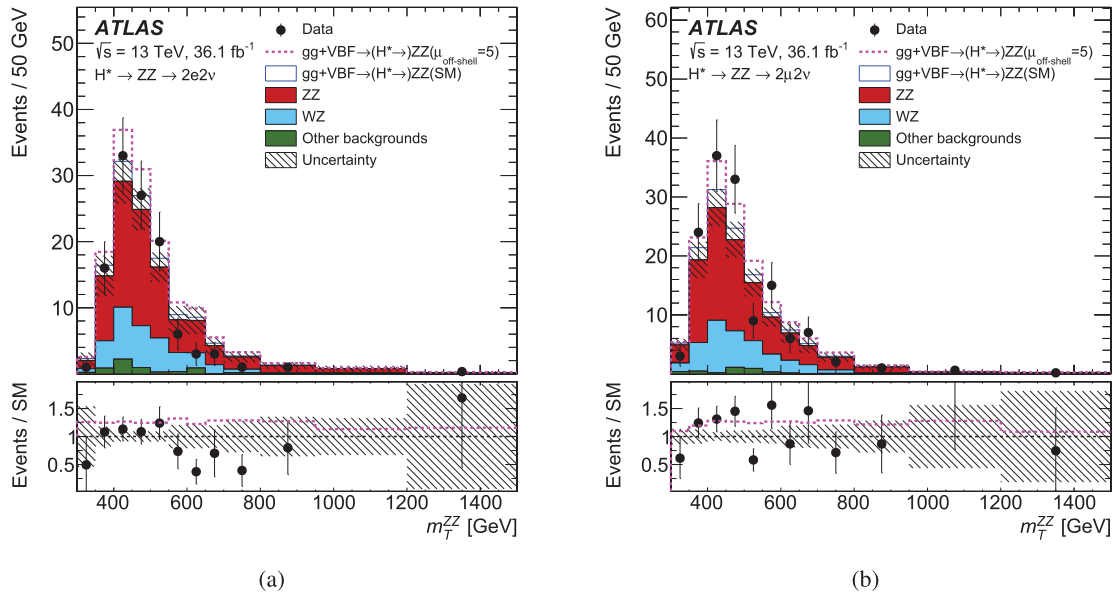 ATLAS
√s = 13 TeV, 36.1 fb⁻¹
H* → ZZ → 2e2ν
Data
gg+VBF→(H*→)ZZ(μoff-shell=5)
gg+VBF→(H*→)ZZ(SM)
ZZ
WZ
Other backgrounds
Uncertainty
Events / 50 GeV
50
40
30
20
10
Events / SM
1.5
1
0.5
400 600 800 1000 1200 1400
m_T^ZZ [GeV]
(a)
ATLAS
√s = 13 TeV, 36.1 fb⁻¹
H* → ZZ → 2μ2ν
Data
gg+VBF→(H*→)ZZ(μoff-shell=5)
gg+VBF→(H*→)ZZ(SM)
ZZ
WZ
Other backgrounds
Uncertainty
Events / 50 GeV
60
50
40
30
20
10
Events / SM
1.5
1
0.5
400 600 800 1000 1200 1400
m_T^ZZ [GeV]
(b)